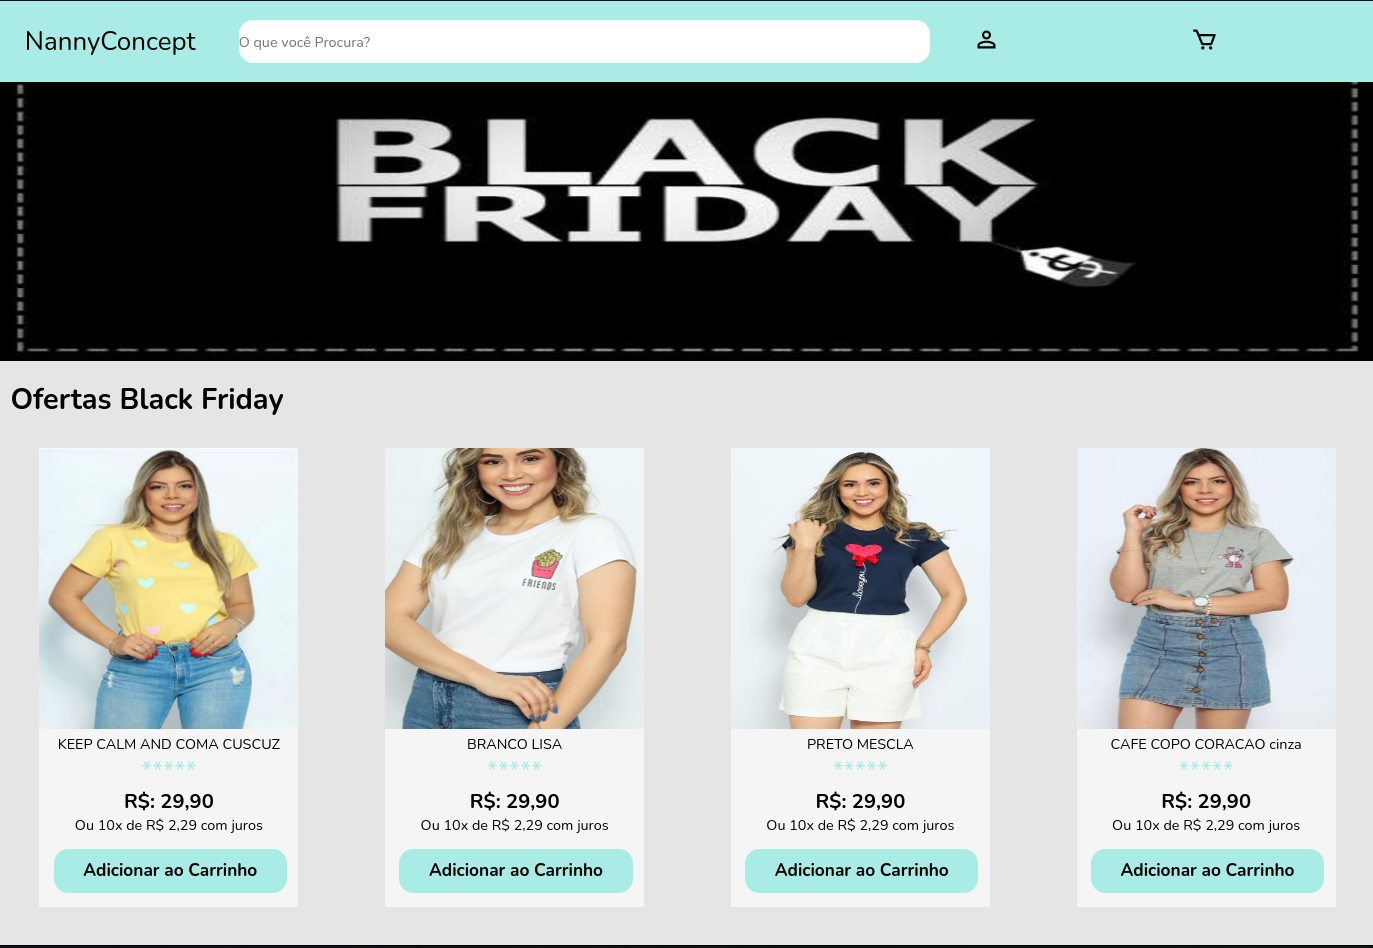 NannyConcept
O que você Procura?
BLACK
FRIDAY
Ofertas Black Friday
FRIENDS
loveyou
KEEP CALM AND COMA CUSCUZ
*****
R$: 29,90
Ou 10x de R$ 2,29 com juros
Adicionar ao Carrinho
BRANCO LISA
*****
R$: 29,90
Ou 10x de R$ 2,29 com juros
Adicionar ao Carrinho
PRETO MESCLA
*****
R$: 29,90
Ou 10x de R$ 2,29 com juros
Adicionar ao Carrinho
CAFE COPO CORACAO cinza
*****
R$: 29,90
Ou 10x de R$ 2,29 com juros
Adicionar ao Carrinho